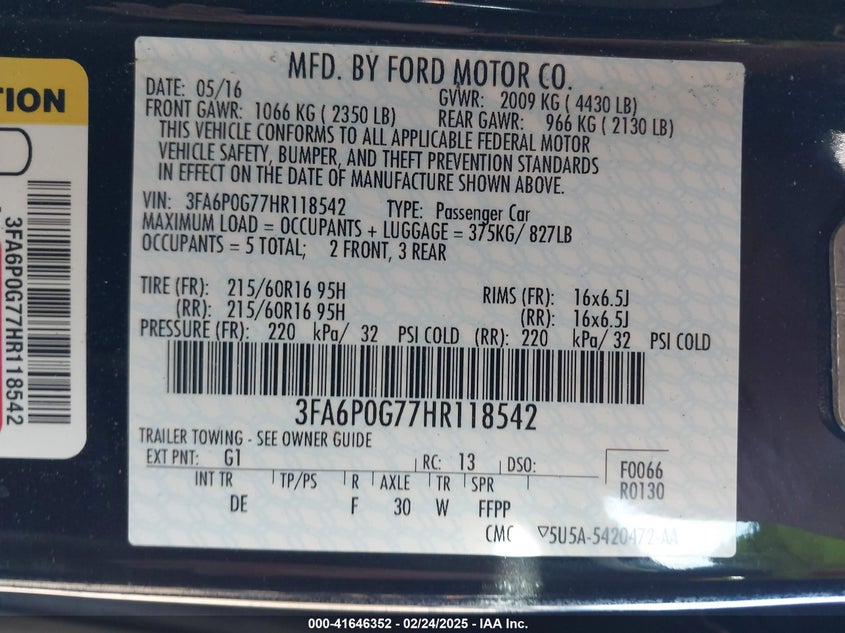 TION
3FA6P0G77HR118542
MFD. BY FORD MOTOR CO.
DATE: 05/16
GVWR: 2009 KG ( 4430 LB)
FRONT GAWR: 1066 KG ( 2350 LB)
REAR GAWR: 966 KG ( 2130 LB)
THIS VEHICLE CONFORMS TO ALL APPLICABLE FEDERAL MOTOR
VEHICLE SAFETY, BUMPER, AND THEFT PREVENTION STANDARDS
IN EFFECT ON THE DATE OF MANUFACTURE SHOWN ABOVE.
VIN: 3FA6P0G77HR118542 TYPE: Passenger Car
MAXIMUM LOAD = OCCUPANTS + LUGGAGE = 375KG/ 827LB
OCCUPANTS = 5 TOTAL; 2 FRONT, 3 REAR
TIRE (FR): 215/60R16 95H RIMS (FR): 16x6.5J
(RR): 215/60R16 95H (RR): 16x6.5J
PRESSURE (FR): 220 kPa/ 32 PSI COLD (RR): 220 kPa/ 32 PSI COLD
3FA6P0G77HR118542
TRAILER TOWING - SEE OWNER GUIDE
EXT PNT: G1 RC: 13 DSO:
F0066
R0130
INT TR TP/PS R AXLE TR SPR
DE F 30 W FFPP
CMC 5U5A-5420472-AA
000-41646352 - 02/24/2025 - IAA Inc.